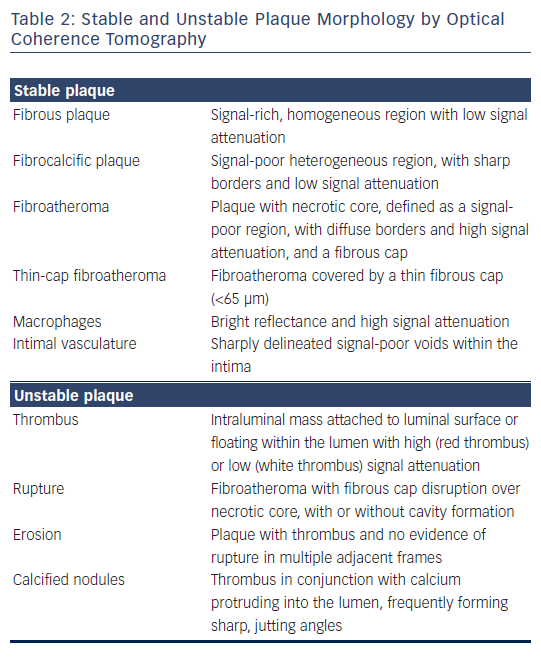 Table 2: Stable and Unstable Plaque Morphology by Optical
Coherence Tomography
Stable plaque
Fibrous plaque Signal-rich, homogeneous region with low signal
attenuation
Fibrocalcific plaque Signal-poor heterogeneous region, with sharp
borders and low signal attenuation
Fibroatheroma Plaque with necrotic core, defined as a signal-
poor region, with diffuse borders and high signal
attenuation, and a fibrous cap
Thin-cap fibroatheroma Fibroatheroma covered by a thin fibrous cap
(<65 µm)
Macrophages Bright reflectance and high signal attenuation
Intimal vasculature Sharply delineated signal-poor voids within the
intima
Unstable plaque
Thrombus Intraluminal mass attached to luminal surface or
floating within the lumen with high (red thrombus)
or low (white thrombus) signal attenuation
Rupture Fibroatheroma with fibrous cap disruption over
necrotic core, with or without cavity formation
Erosion Plaque with thrombus and no evidence of
rupture in multiple adjacent frames
Calcified nodules Thrombus in conjunction with calcium
protruding into the lumen, frequently forming
sharp, jutting angles